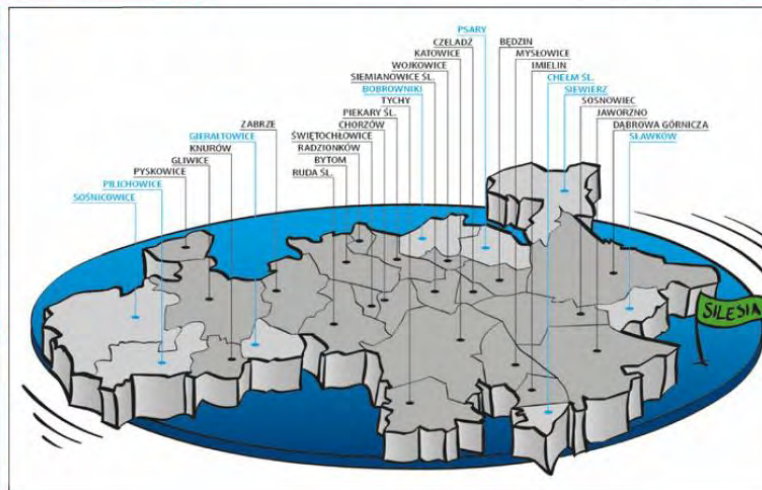 PSARY
CZELADŹ
BĘDZIN
KATOWICE
MYSŁOWICE
WOJKOWICE
IMIELIN
SIEMIANOWICE ŚL.
CHEŁM ŚL.
BOBROWNIKI
SIEWIERZ
TYCHY
SOSNOWIEC
PIEKARY ŚL.
JAWORZNO
ZABRZE
CHORZÓW
DĄBROWA GÓRNICZA
GIERAŁTOWICE
ŚWIĘTOCHŁOWICE
SŁAWKÓW
KNURÓW
RADZIONKÓW
GLIWICE
BYTOM
PYSKOWICE
RUDA ŚL.
PILICHOWICE
SOŚNICOWICE
SILESIA